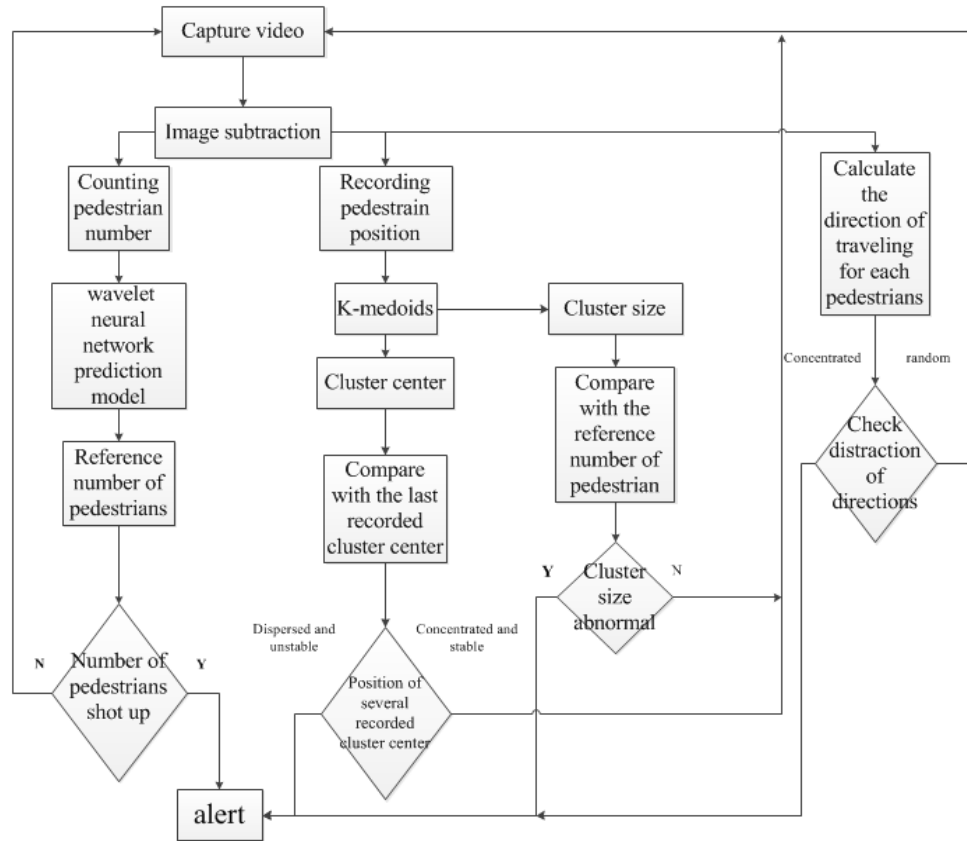 Capture video
Image subtraction
Counting
pedestrian
number
Recording
pedestrain
position
Calculate
the
direction of
traveling
for each
pedestrians
wavelet
neural
network
prediction
model
K-medoids
Cluster size
Concentrated
random
Cluster center
Compare
with the
reference
number of
pedestrian
Check
distraction
of
directions
Reference
number of
pedestrians
Compare
with the last
recorded
cluster center
Y
Cluster
size
abnormal
N
Dispersed and
unstable
Concentrated and
stable
N
Number of
pedestrians
shot up
Y
Position of
several
recorded
cluster center
alert